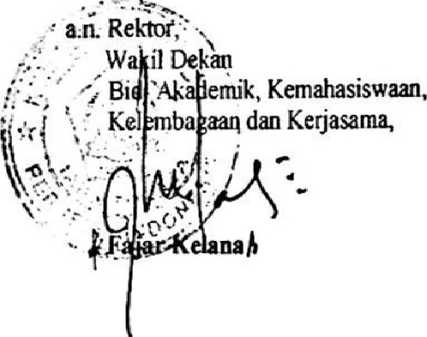 a.n. Rektor,
Wakil Dekan
Bid. Akademik, Kemahasiswaan,
Kelembagaan dan Kerjasama,
Fajar Kelana